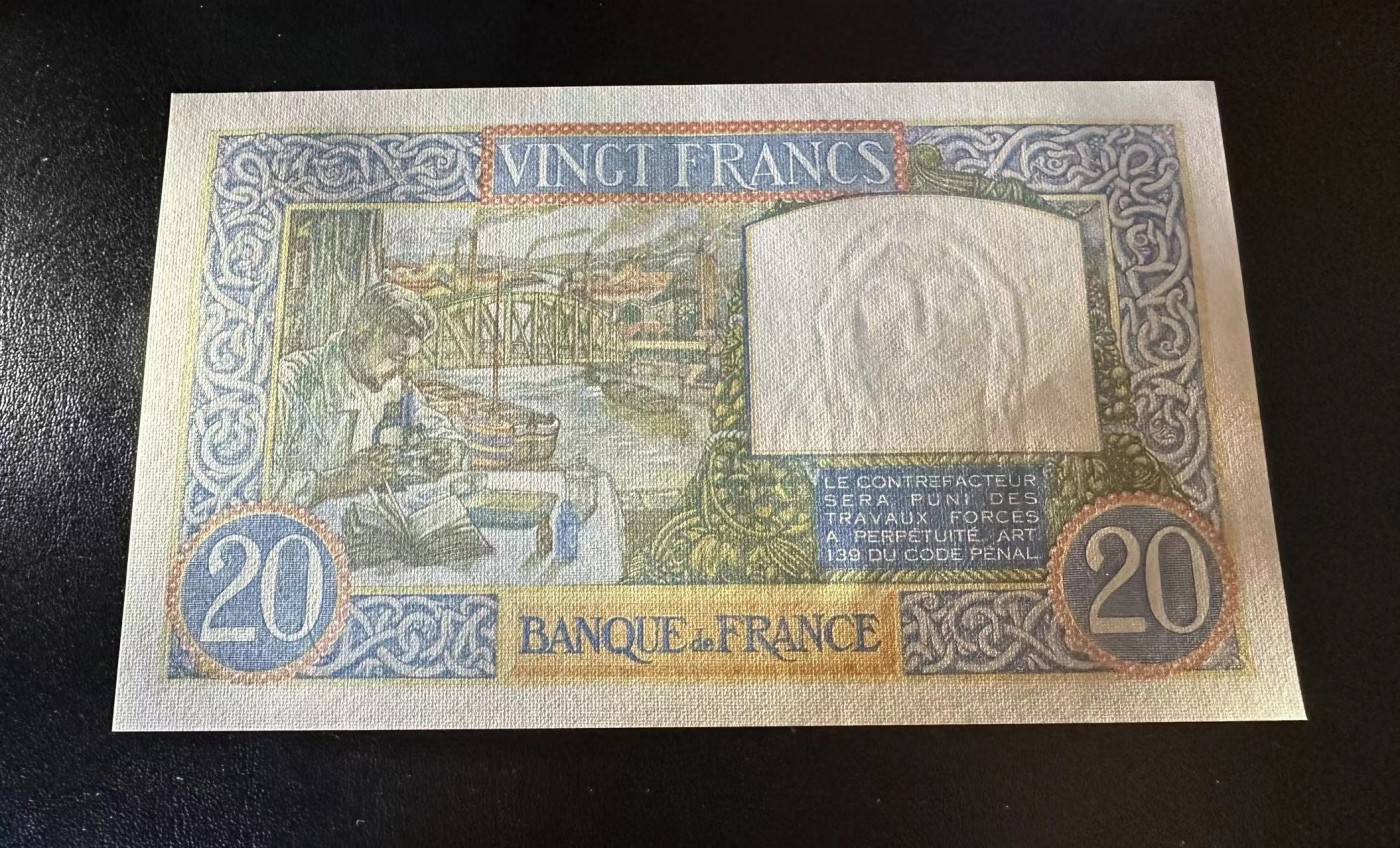 VINGT FRANCS
LE CONTREFACTEUR
SERA PUNI DES
TRAVAUX FORCES
A PERPÉTUITÉ ART.
139 DU CODE PÉNAL
20
BANQUE de FRANCE
20